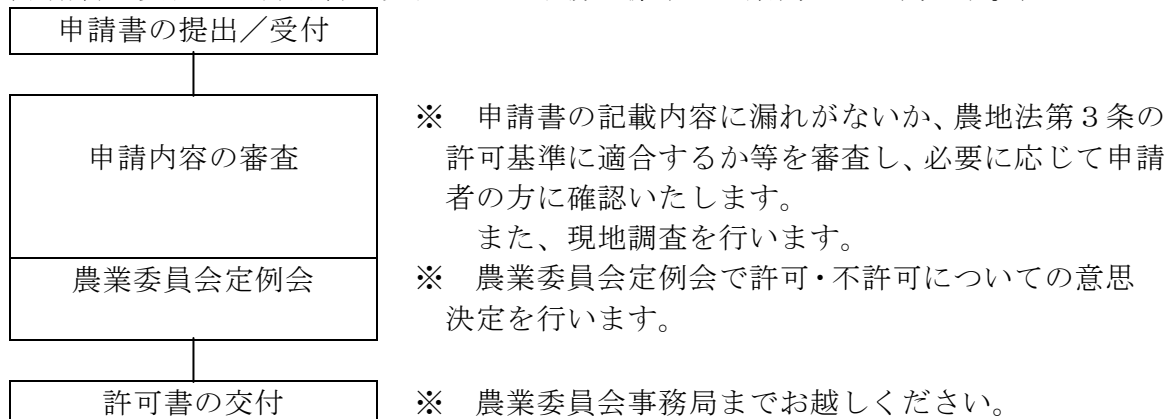 申請書の提出／受付
申請内容の審査
※　申請書の記載内容に漏れがないか、農地法第３条の
許可基準に適合するか等を審査し、必要に応じて申請
者の方に確認いたします。
また、現地調査を行います。
農業委員会定例会
※　農業委員会定例会で許可・不許可についての意思
決定を行います。
許可書の交付
※　農業委員会事務局までお越しください。